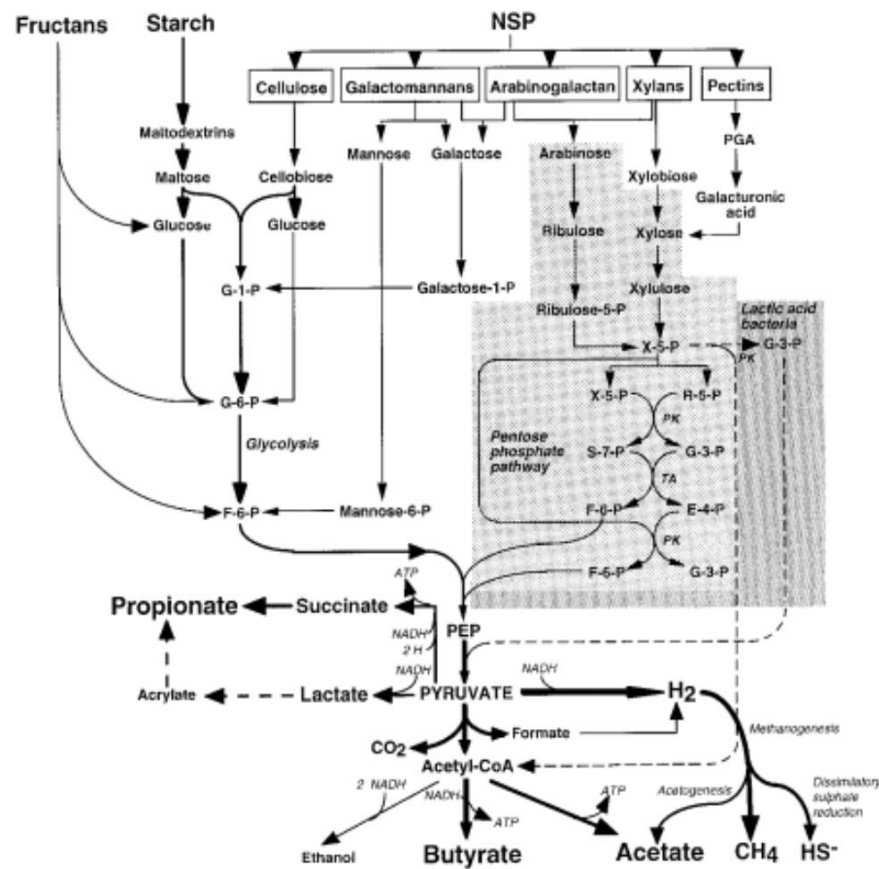 Fructans Starch NSP
Cellulose Galactomannans Arabinogalactan Xylans Pectins
Maltodextrins
PGA
Mannose Galactose Arabinose
Maltose Cellobiose Xylobiose
Galacturonic
acid
Glucose Glucose Ribulose Xylose
G-1-P Galactose-1-P Xylulose
Ribulose-5-P
Lactic acid
bacteria
X-5-P G-3-P
PK
X-5-P R-5-P
G-6-P
PK
Glycolysis
Pentose
phosphate
pathway
S-7-P G-3-P
TA
F-6-P Mannose-6-P F-6-P E-4-P
PK
F-6-P G-3-P
ATP
Propionate Succinate
NADH
2 H
PEP
NADH NADH
Acrylate Lactate PYRUVATE H2
Formate Methanogenesis
CO2
Acetyl-CoA
2 NADH NADH ATP
Acetogenesis
Dissimilatory
sulphate
reduction
ATP
Ethanol Butyrate Acetate CH4 HS-